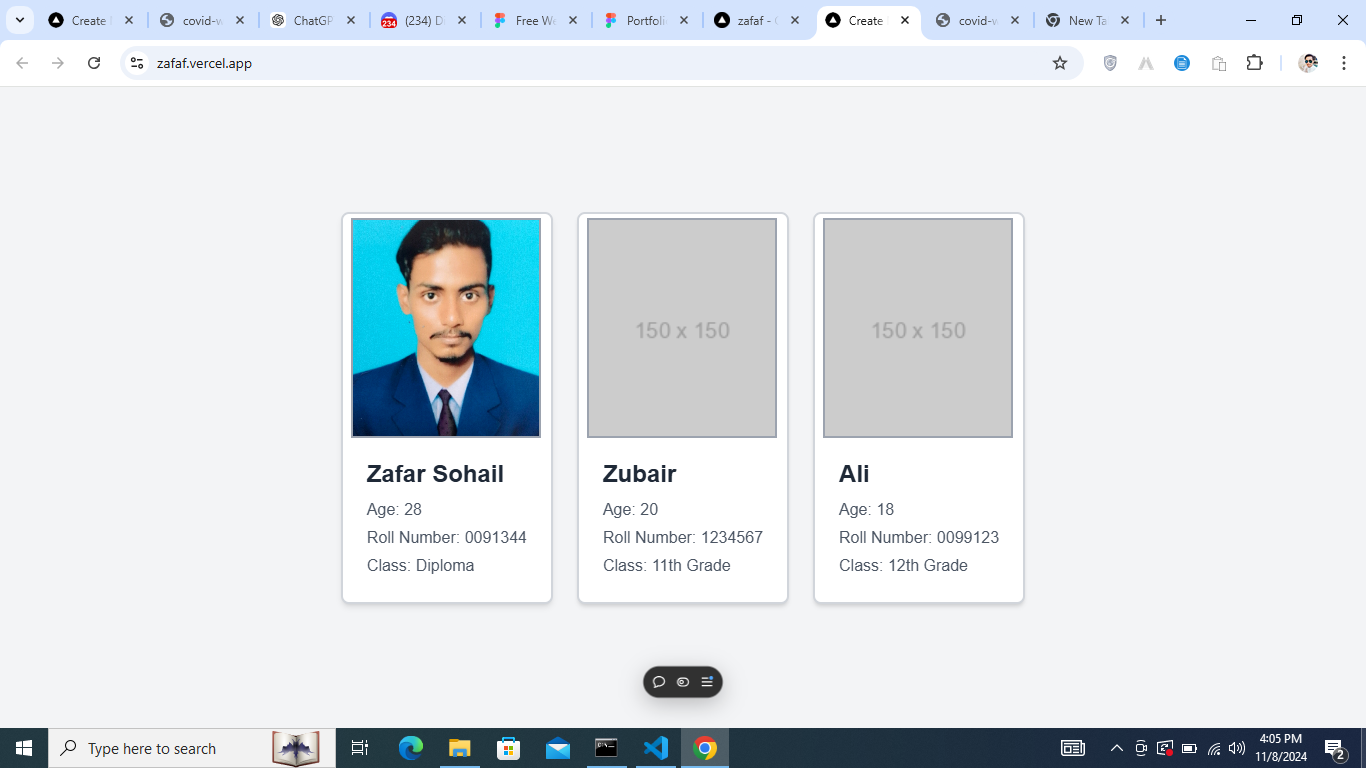 Create
covid-w
ChatGP
(234) D
Free We
Portfoli
zafaf -
Create
covid-w
New Ta
zafaf.vercel.app
150 x 150
150 x 150
Zafar Sohail
Age: 28
Roll Number: 0091344
Class: Diploma
Zubair
Age: 20
Roll Number: 1234567
Class: 11th Grade
Ali
Age: 18
Roll Number: 0099123
Class: 12th Grade
Type here to search
4:05 PM
11/8/2024
2